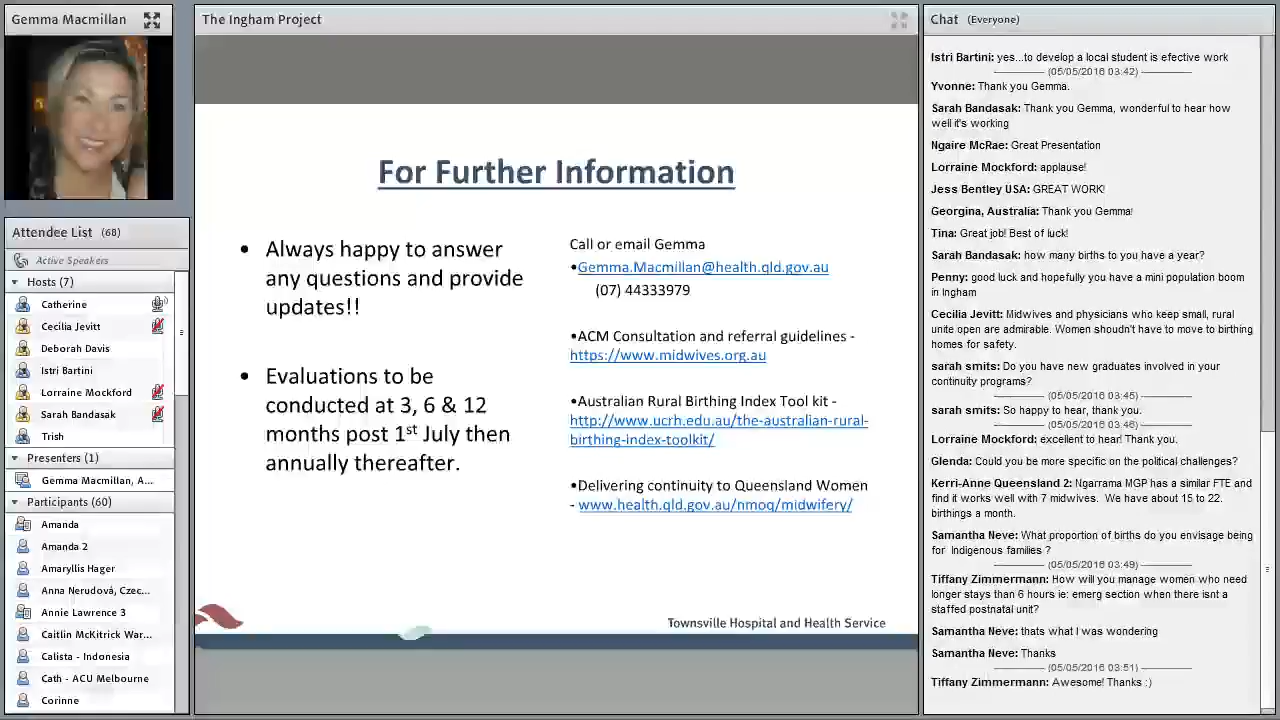 Gemma Macmillan
The Ingham Project
Chat (Everyone)
Attendee List (68)
Active Speakers
Hosts (7)
Catherine
Cecilia Jevitt
Deborah Davis
Istri Bartini
Lorraine Mockford
Sarah Bandasak
Trish
Presenters (1)
Gemma Macmillan, A...
Participants (60)
Amanda
Amanda 2
Amaryllis Hager
Anna Nerudová, Czec...
Annie Lawrence 3
Caitlin McKitrick War...
Calista - Indonesia
Cath - ACU Melbourne
Corinne
For Further Information
• Always happy to answer
any questions and provide
updates!!
• Evaluations to be
conducted at 3, 6 & 12
months post 1st July then
annually thereafter.
Call or email Gemma
•Gemma.Macmillan@health.qld.gov.au
(07) 44333979
•ACM Consultation and referral guidelines -
https://www.midwives.org.au
•Australian Rural Birthing Index Tool kit -
http://www.ucrh.edu.au/the-australian-rural-
birthing-index-toolkit/
•Delivering continuity to Queensland Women
- www.health.qld.gov.au/nmoq/midwifery/
Townsville Hospital and Health Service
Istri Bartini: yes...to develop a local student is efective work
(05/05/2016 03:42)
Yvonne: Thank you Gemma.
Sarah Bandasak: Thank you Gemma, wonderful to hear how
well it's working
Ngaire McRae: Great Presentation
Lorraine Mockford: applause!
Jess Bentley USA: GREAT WORK!
Georgina, Australia: Thank you Gemma!
Tina: Great job! Best of luck!
Sarah Bandasak: how many births to you have a year?
Penny: good luck and hopefully you have a mini population boom
in Ingham
Cecilia Jevitt: Midwives and physicians who keep small, rural
unite open are admirable. Women shoudn't have to move to birthing
homes for safety.
sarah smits: Do you have new graduates involved in your
continuity programs?
(05/05/2016 03:45)
sarah smits: So happy to hear, thank you.
(05/05/2016 03:46)
Lorraine Mockford: excellent to hear! Thank you.
Glenda: Could you be more specific on the political challenges?
Kerri-Anne Queensland 2: Ngarrama MGP has a similar FTE and
find it works well with 7 midwives. We have about 15 to 22.
birthings a month.
Samantha Neve: What proportion of births do you envisage being
for Indigenous families ?
(05/05/2016 03:49)
Tiffany Zimmermann: How will you manage women who need
longer stays than 6 hours ie: emerg section when there isnt a
staffed postnatal unit?
Samantha Neve: thats what I was wondering
Samantha Neve: Thanks
(05/05/2016 03:51)
Tiffany Zimmermann: Awesome! Thanks :)